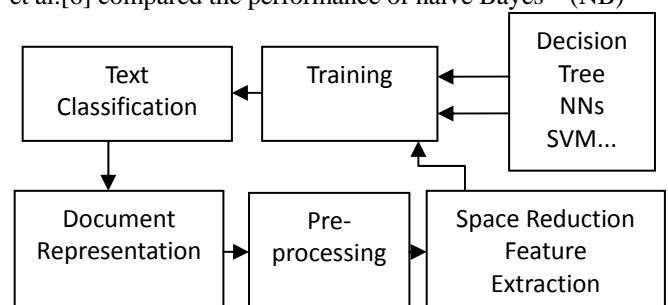 et al.[6] compared the performance of naïve Bayes (NB)
Text
Classification
Training
Decision
Tree
NNs
SVM...
Document
Representation
Pre-
processing
Space Reduction
Feature
Extraction